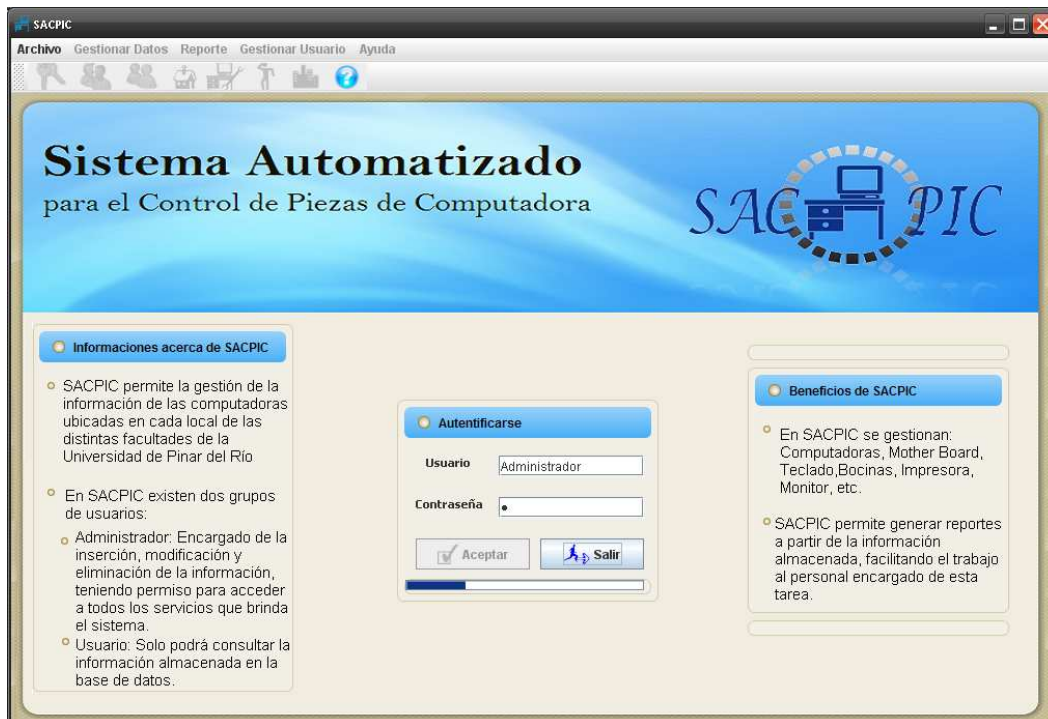 SACPIC
Archivo Gestionar Datos Reporte Gestionar Usuario Ayuda
Sistema Automatizado
para el Control de Piezas de Computadora
SAC PIC
Informaciones acerca de SACPIC
SACPIC permite la gestión de la
información de las computadoras
ubicadas en cada local de las
distintas facultades de la
Universidad de Pinar del Río
En SACPIC existen dos grupos
de usuarios:
Administrador: Encargado de la
inserción, modificación y
eliminación de la información,
teniendo permiso para acceder
a todos los servicios que brinda
el sistema.
Usuario: Solo podrá consultar la
información almacenada en la
base de datos.
Autentificarse
Usuario Administrador
Contraseña
Aceptar Salir
Beneficios de SACPIC
En SACPIC se gestionan:
Computadoras, Mother Board,
Teclado,Bocinas, Impresora,
Monitor, etc.
SACPIC permite generar reportes
a partir de la información
almacenada, facilitando el trabajo
al personal encargado de esta
tarea.